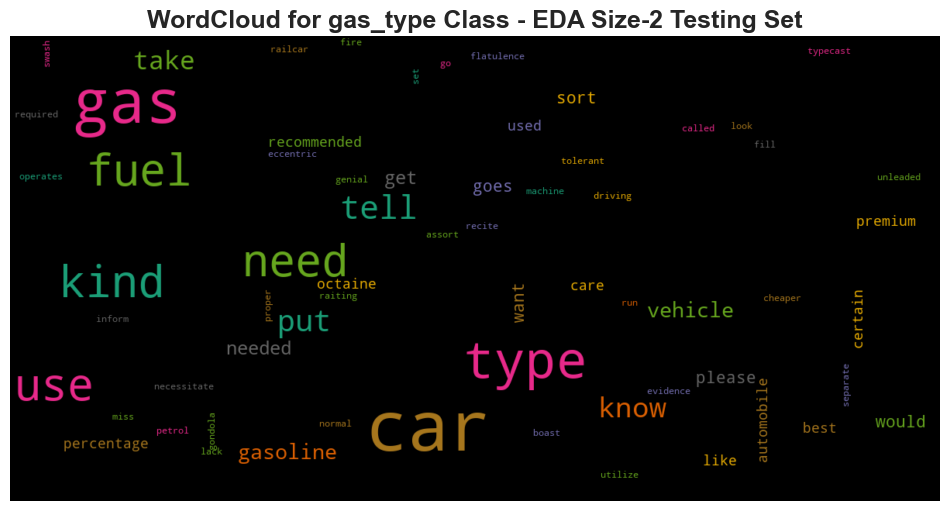 WordCloud for gas_type Class - EDA Size-2 Testing Set
swash
take
railcar
fire
go
flatulence
typecast
set
gas
sort
required
used
called
look
recommended
fill
eccentric
fuel
tolerant
operates
genial
get
goes
machine
driving
unleaded
tell
recite
premium
assort
need
kind
octaine
care
raiting
proper
want
run
cheaper
vehicle
certain
inform
put
needed
type
please
use
necessitate
evidence
separate
automobile
miss
car
know
petrol
gondola
normal
boast
best
would
percentage
lack
gasoline
like
utilize